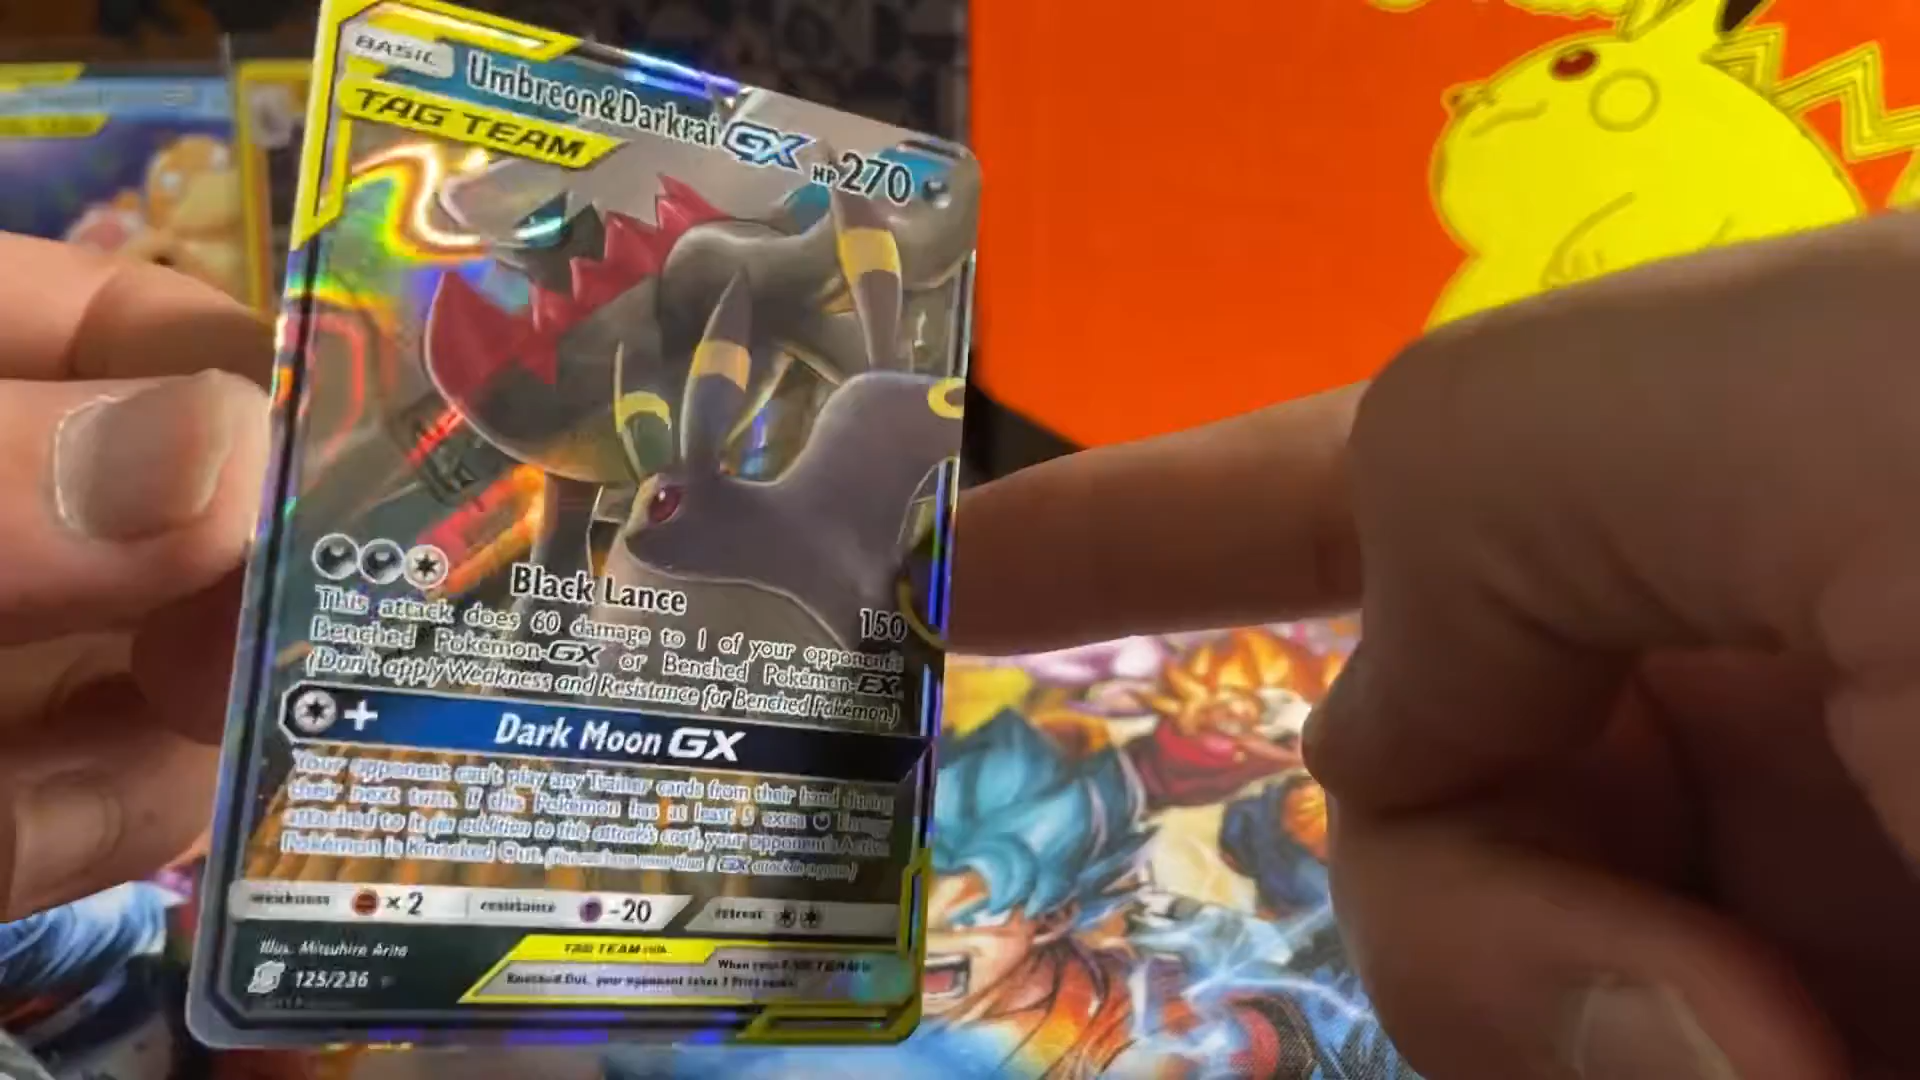 BASIC
Umbreon&Darkrai GX HP 270
TAG TEAM
Black Lance
150
This attack does 60 damage to 1 of your opponent's
Benched Pokémon-GX or Benched Pokémon-EX.
(Don't apply Weakness and Resistance for Benched Pokémon.)
+ Dark Moon GX
Your opponent can't play any Trainer cards from their hand during
their next turn. If this Pokémon has at least 5 extra Energy
attached to it (in addition to this attack's cost), your opponent's Active
Pokémon is Knocked Out. (You can't use more than 1 GX attack in a game.)
weakness ×2 resistance -20 retreat
Illus. Mitsuhiro Arita
TAG TEAM rule
When your TAG TEAM is
125/236
Knocked Out, your opponent takes 3 Prize cards.